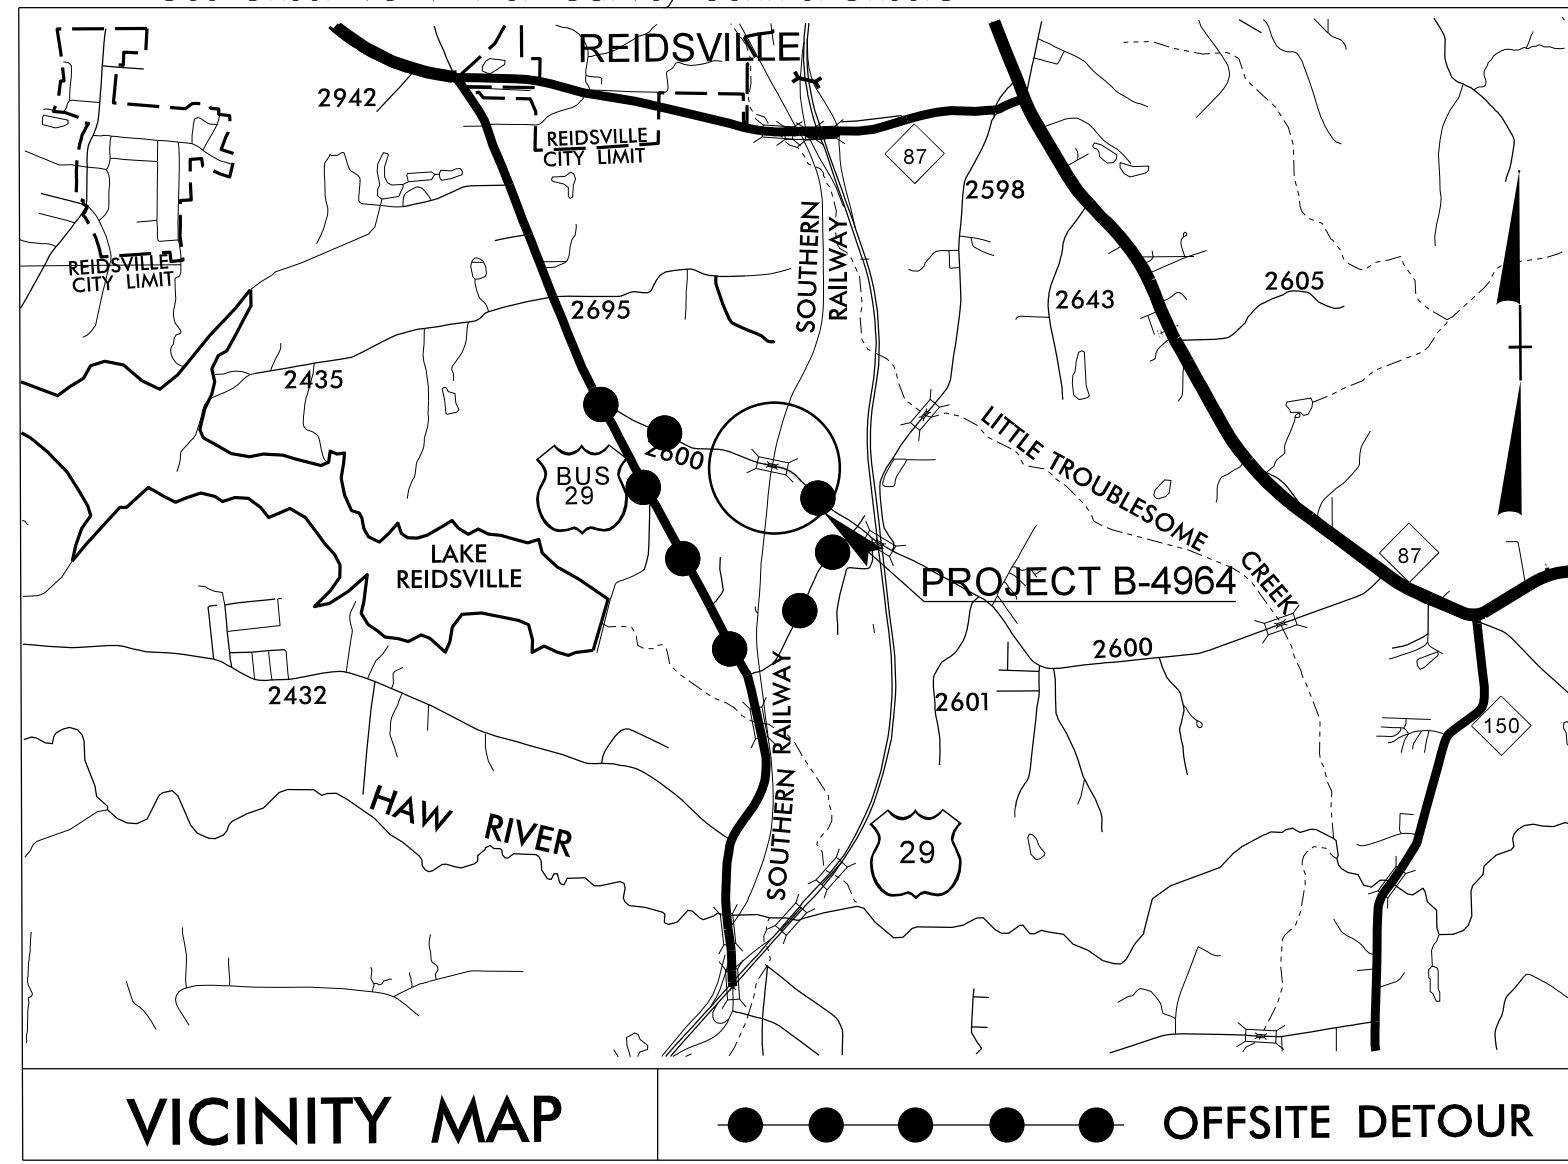 REIDSVILLE
2942
REIDSVILLE
CITY LIMIT
87
2598
SOUTHERN
RAILWAY
REIDSVILLE
CITY LIMIT
2695
2643
2605
2435
2600
BUS
29
LITTLE TROUBLESOME CREEK
LAKE
REIDSVILLE
PROJECT B-4964
87
2600
2432
2601
150
SOUTHERN RAILWAY
HAW RIVER
29
VICINITY MAP
OFFSITE DETOUR